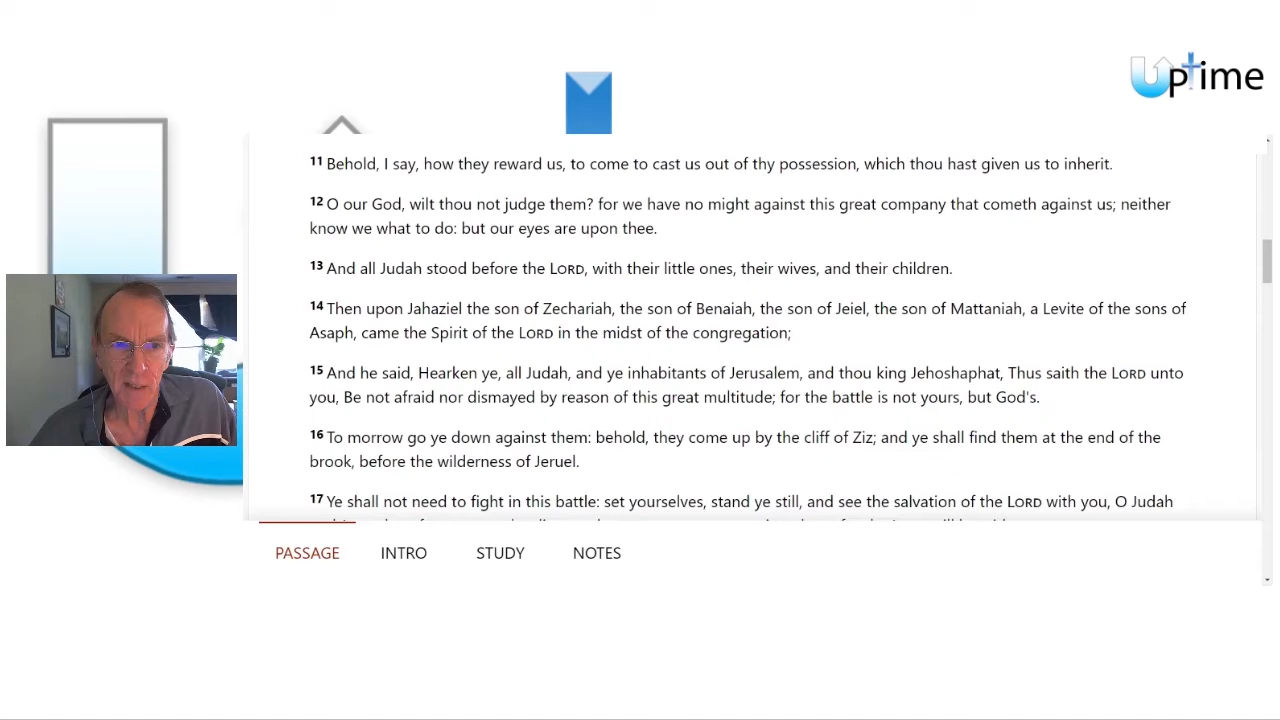 Uptime
11 Behold, I say, how they reward us, to come to cast us out of thy possession, which thou hast given us to inherit.
12 O our God, wilt thou not judge them? for we have no might against this great company that cometh against us; neither
know we what to do: but our eyes are upon thee.
13 And all Judah stood before the LORD, with their little ones, their wives, and their children.
14 Then upon Jahaziel the son of Zechariah, the son of Benaiah, the son of Jeiel, the son of Mattaniah, a Levite of the sons of
Asaph, came the Spirit of the LORD in the midst of the congregation;
15 And he said, Hearken ye, all Judah, and ye inhabitants of Jerusalem, and thou king Jehoshaphat, Thus saith the LORD unto
you, Be not afraid nor dismayed by reason of this great multitude; for the battle is not yours, but God's.
16 To morrow go ye down against them: behold, they come up by the cliff of Ziz; and ye shall find them at the end of the
brook, before the wilderness of Jeruel.
17 Ye shall not need to fight in this battle: set yourselves, stand ye still, and see the salvation of the LORD with you, O Judah
PASSAGE INTRO STUDY NOTES